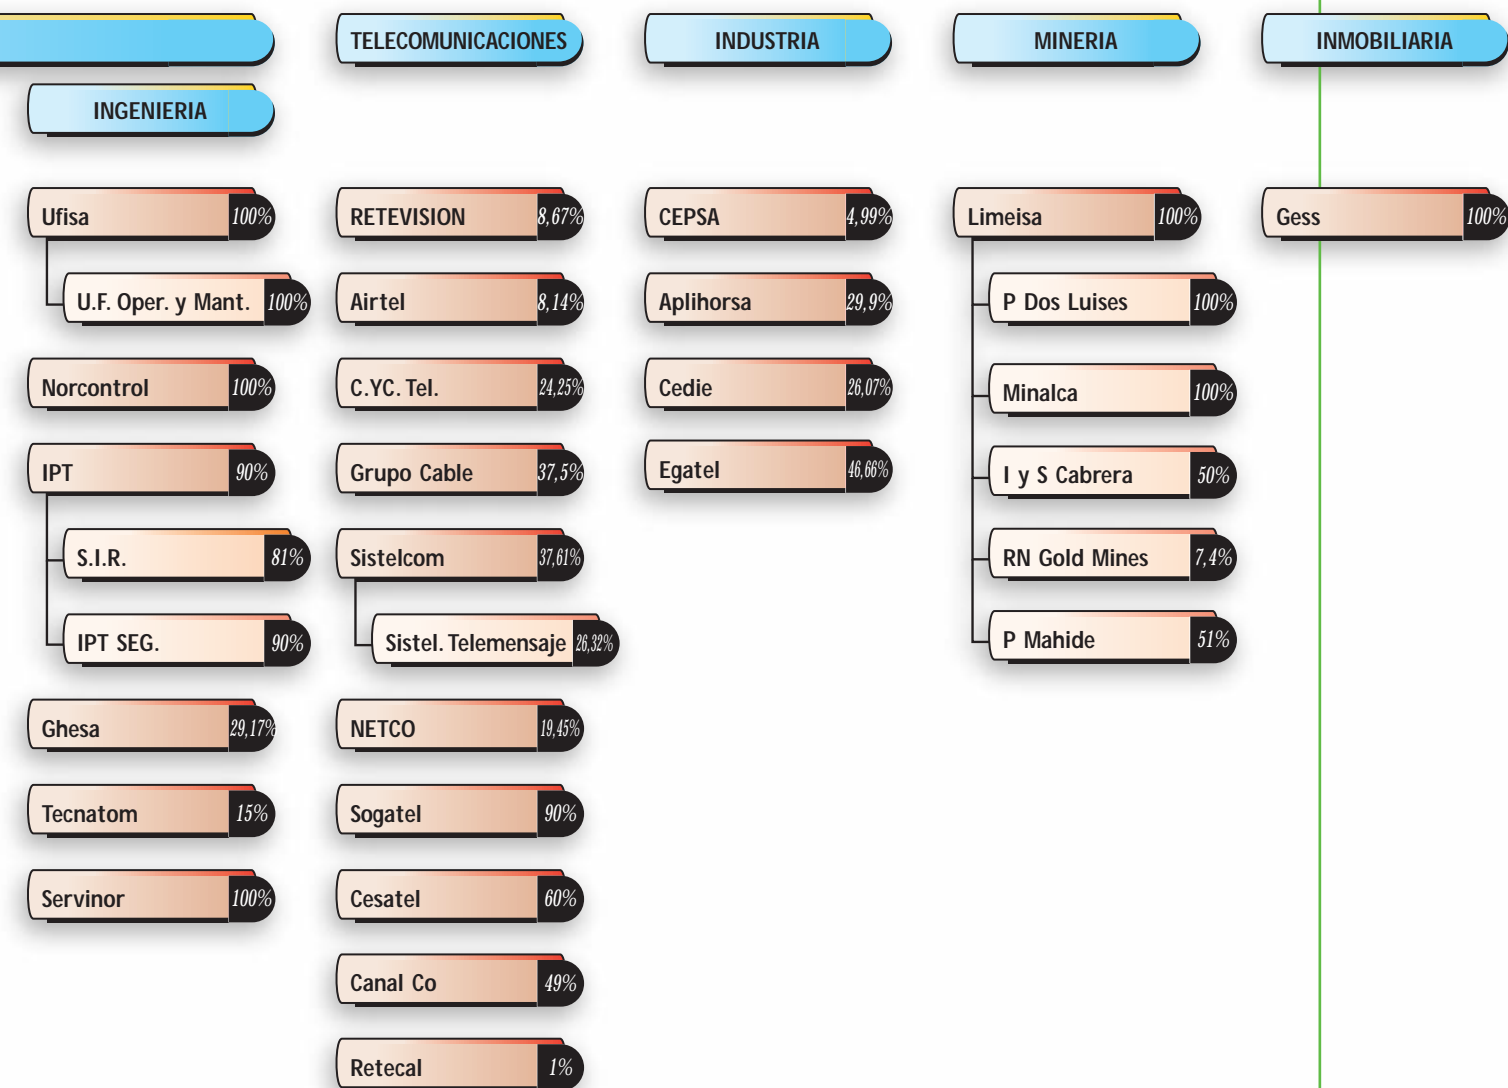 TELECOMUNICACIONES
INDUSTRIA
MINERIA
INMOBILIARIA
INGENIERIA
Ufisa 100%
U.F. Oper. y Mant. 100%
Norcontrol 100%
IPT 90%
S.I.R. 81%
IPT SEG. 90%
Ghesa 29,17%
Tecnatom 15%
Servinor 100%
RETEVISION 8,67%
Airtel 8,14%
C.YC. Tel. 24,25%
Grupo Cable 37,5%
Sistelcom 37,61%
Sistel. Telemensaje 26,32%
NETCO 19,45%
Sogatel 90%
Cesatel 60%
Canal Co 49%
Retecal 1%
CEPSA 4,99%
Aplihorsa 29,9%
Cedie 26,07%
Egatel 46,66%
Limeisa 100%
P Dos Luises 100%
Minalca 100%
I y S Cabrera 50%
RN Gold Mines 7,4%
P Mahide 51%
Gess 100%